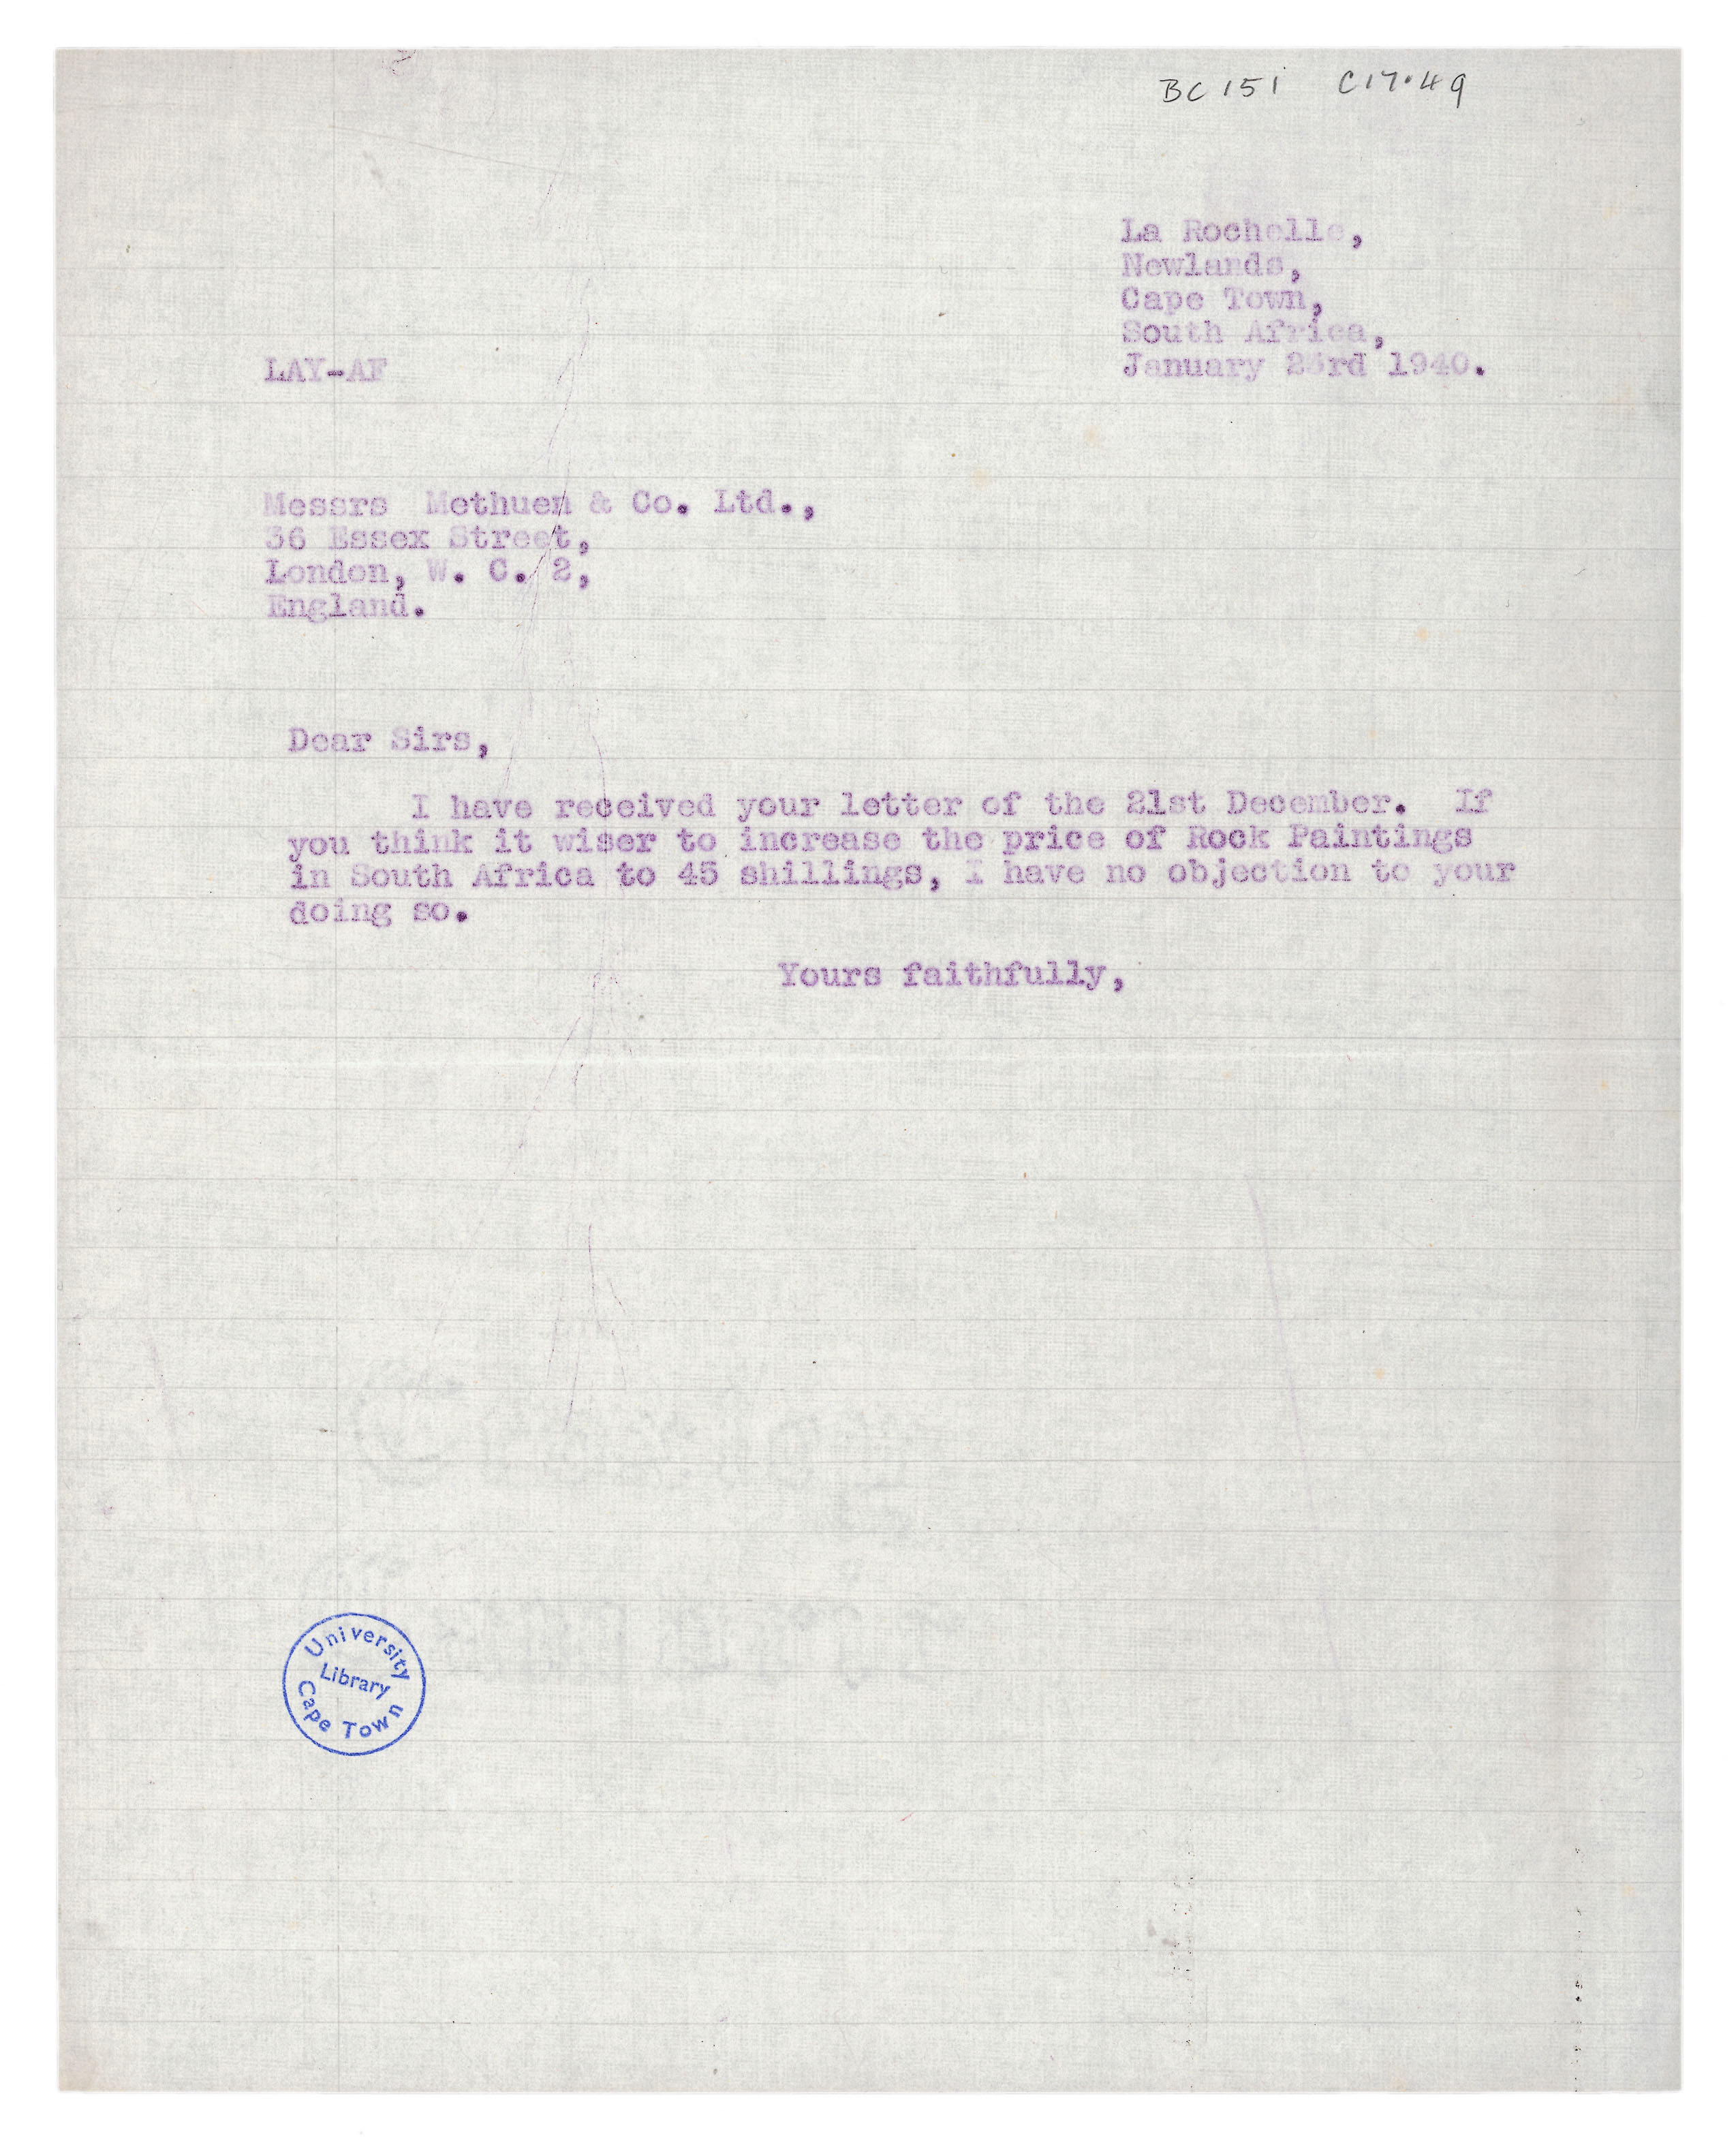 BC 151 C17.49
La Rochelle,
Newlands,
Cape Town,
South Africa,
January 23rd 1940.
LAY-AF
Messrs Methuen & Co. Ltd.,
36 Essex Street,
London, W. C. 2,
England.
Dear Sirs,
I have received your letter of the 21st December. If
you think it wiser to increase the price of Rock Paintings
in South Africa to 45 shillings, I have no objection to your
doing so.
Yours faithfully,
University
Library
Cape Town